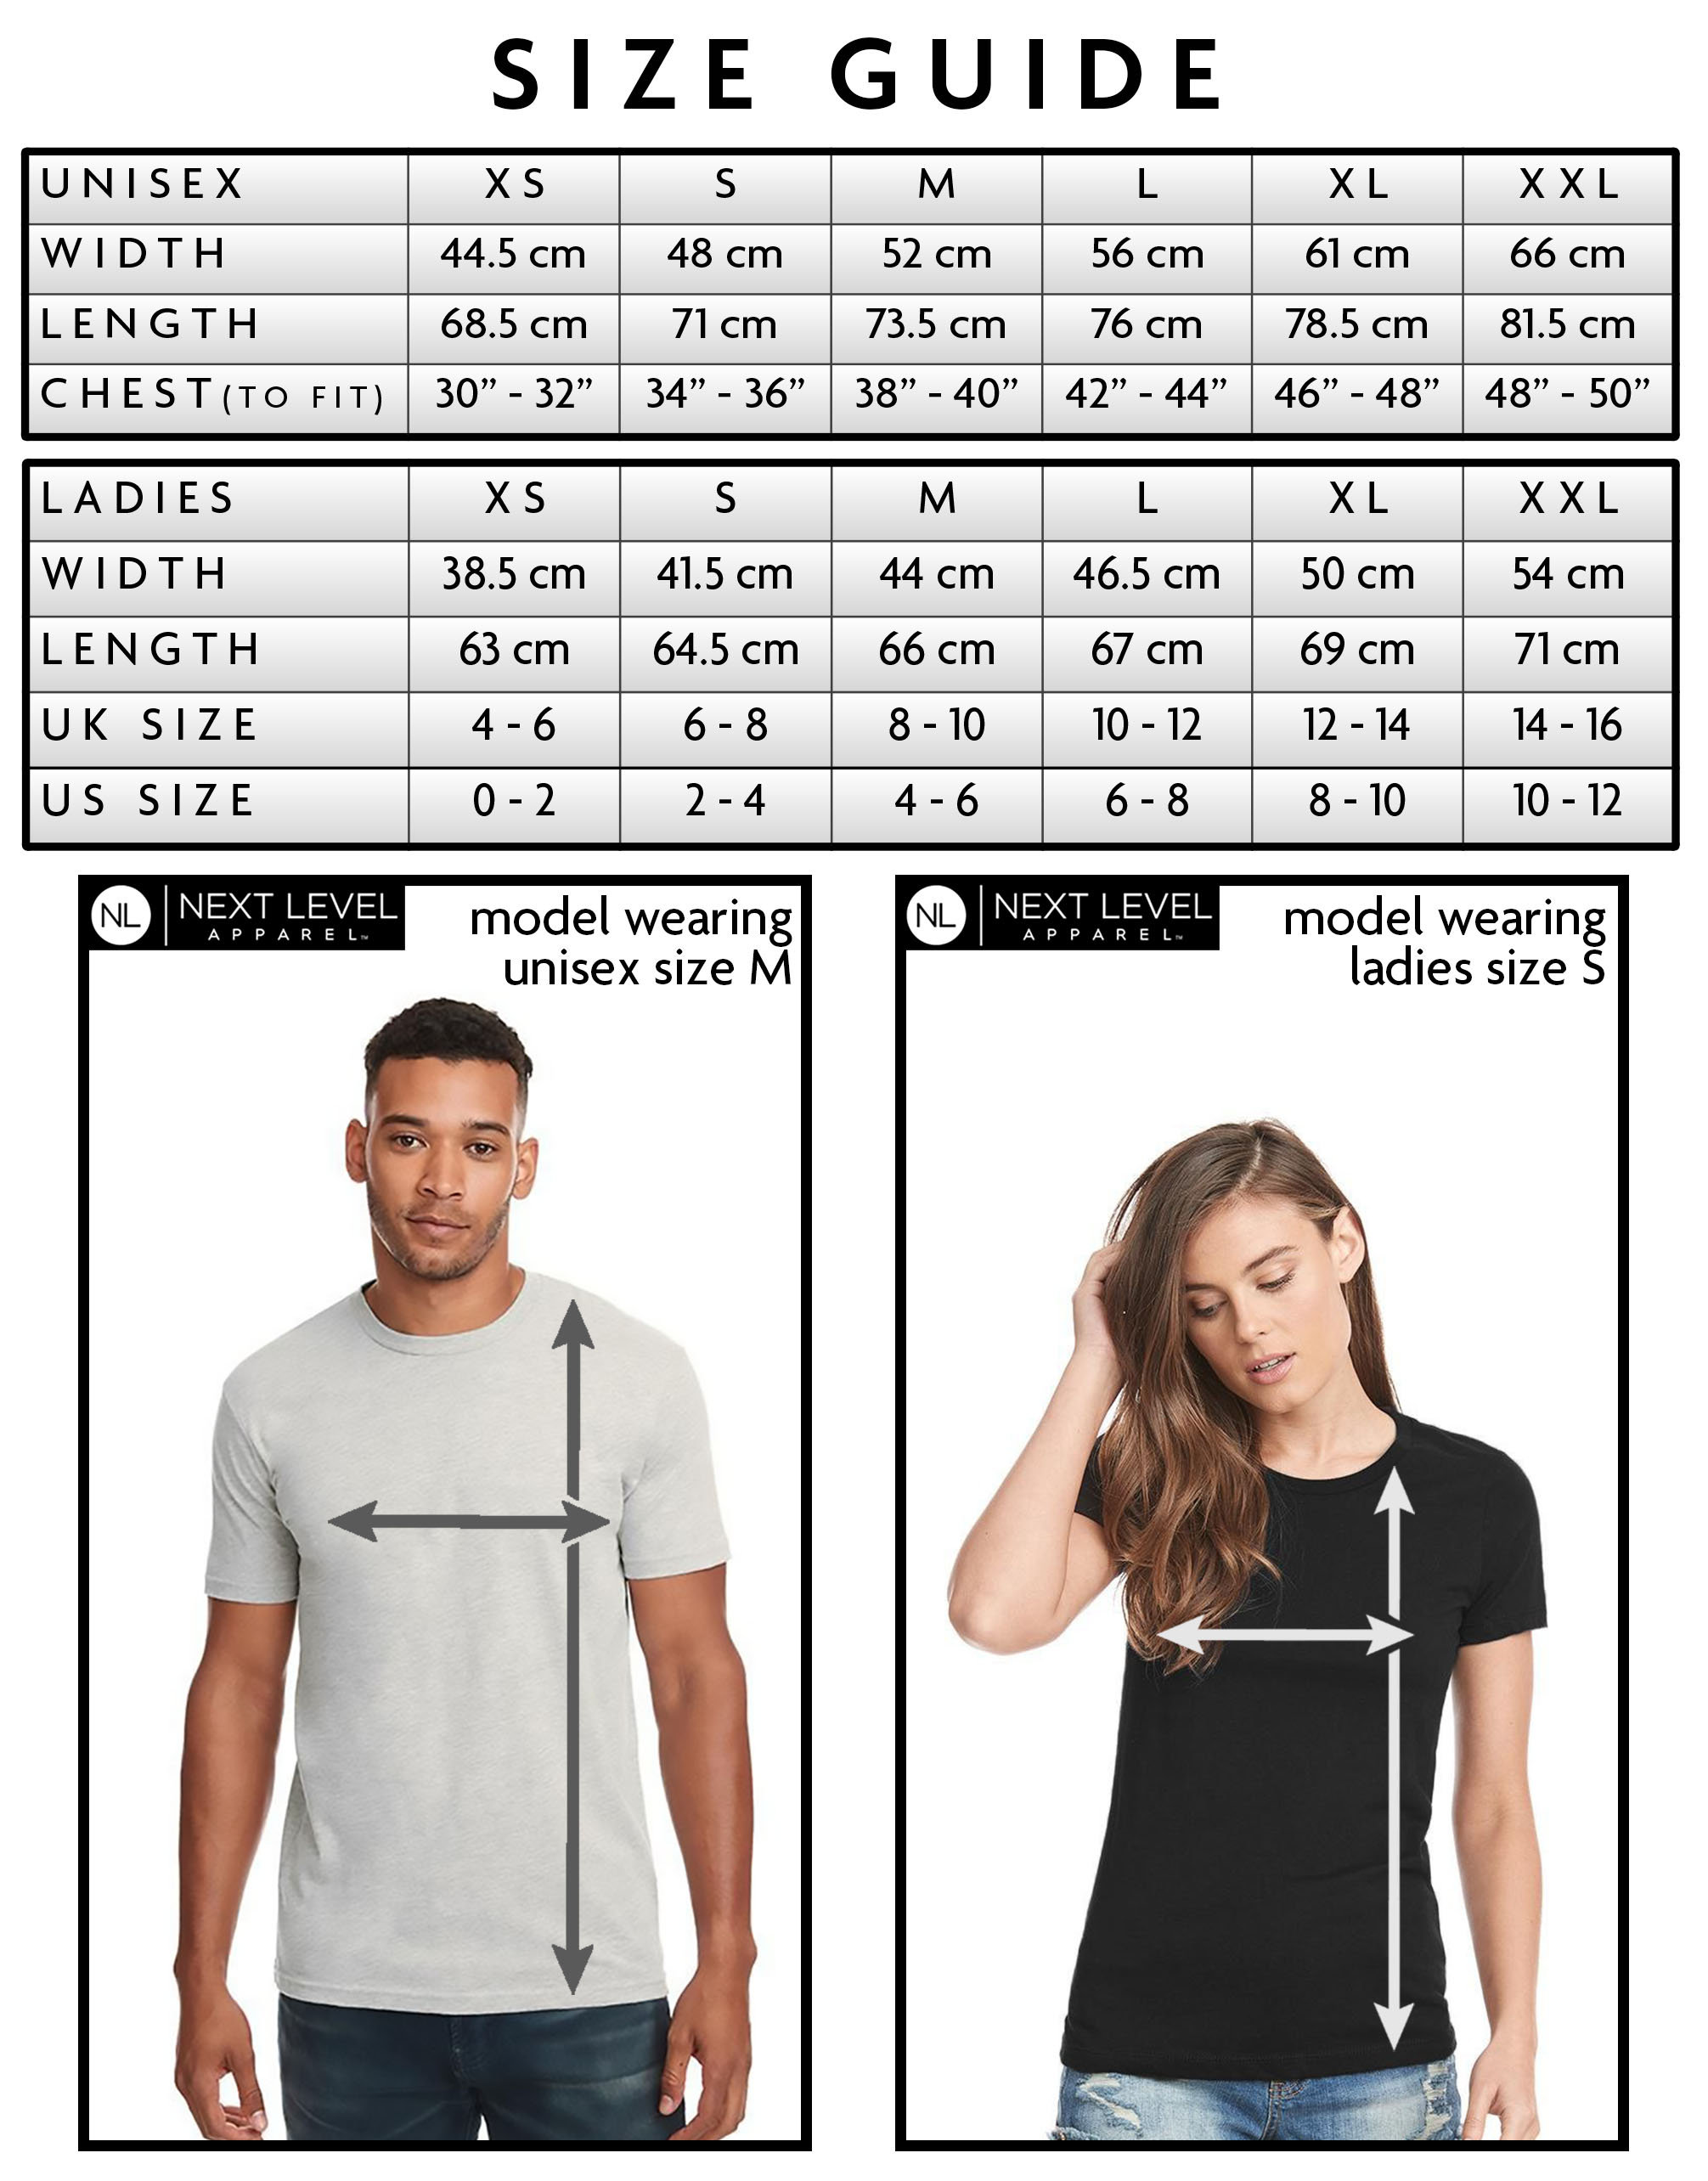 SIZE GUIDE
UNISEX XS S M L XL XXL
WIDTH 44.5 cm 48 cm 52 cm 56 cm 61 cm 66 cm
LENGTH 68.5 cm 71 cm 73.5 cm 76 cm 78.5 cm 81.5 cm
CHEST (TO FIT) 30” - 32” 34” - 36” 38” - 40” 42” - 44” 46” - 48” 48” - 50”
LADIES XS S M L XL XXL
WIDTH 38.5 cm 41.5 cm 44 cm 46.5 cm 50 cm 54 cm
LENGTH 63 cm 64.5 cm 66 cm 67 cm 69 cm 71 cm
UK SIZE 4 - 6 6 - 8 8 - 10 10 - 12 12 - 14 14 - 16
US SIZE 0 - 2 2 - 4 4 - 6 6 - 8 8 - 10 10 - 12
NL NEXT LEVEL
APPAREL™
model wearing
unisex size M
NL NEXT LEVEL
APPAREL™
model wearing
ladies size S